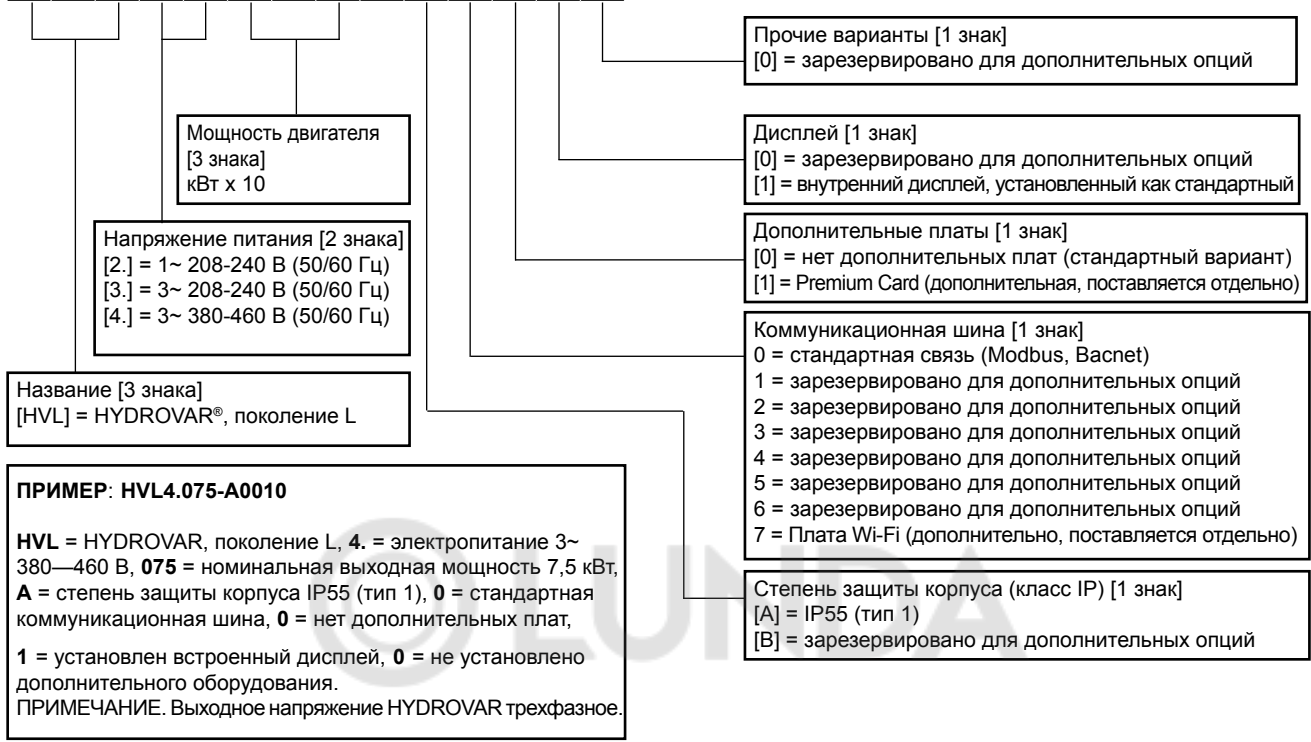 Мощность двигателя
[3 знака]
кВт x 10
Напряжение питания [2 знака]
[2.] = 1~ 208-240 В (50/60 Гц)
[3.] = 3~ 208-240 В (50/60 Гц)
[4.] = 3~ 380-460 В (50/60 Гц)
Название [3 знака]
[HVL] = HYDROVAR®, поколение L
ПРИМЕР: HVL4.075-A0010
HVL = HYDROVAR, поколение L, 4. = электропитание 3~
380—460 В, 075 = номинальная выходная мощность 7,5 кВт,
A = степень защиты корпуса IP55 (тип 1), 0 = стандартная
коммуникационная шина, 0 = нет дополнительных плат,
1 = установлен встроенный дисплей, 0 = не установлено
дополнительного оборудования.
ПРИМЕЧАНИЕ. Выходное напряжение HYDROVAR трехфазное.
Прочие варианты [1 знак]
[0] = зарезервировано для дополнительных опций
Дисплей [1 знак]
[0] = зарезервировано для дополнительных опций
[1] = внутренний дисплей, установленный как стандартный
Дополнительные платы [1 знак]
[0] = нет дополнительных плат (стандартный вариант)
[1] = Premium Card (дополнительная, поставляется отдельно)
Коммуникационная шина [1 знак]
0 = стандартная связь (Modbus, Bacnet)
1 = зарезервировано для дополнительных опций
2 = зарезервировано для дополнительных опций
3 = зарезервировано для дополнительных опций
4 = зарезервировано для дополнительных опций
5 = зарезервировано для дополнительных опций
6 = зарезервировано для дополнительных опций
7 = Плата Wi-Fi (дополнительно, поставляется отдельно)
Степень защиты корпуса (класс IP) [1 знак]
[A] = IP55 (тип 1)
[B] = зарезервировано для дополнительных опций
LUNDA